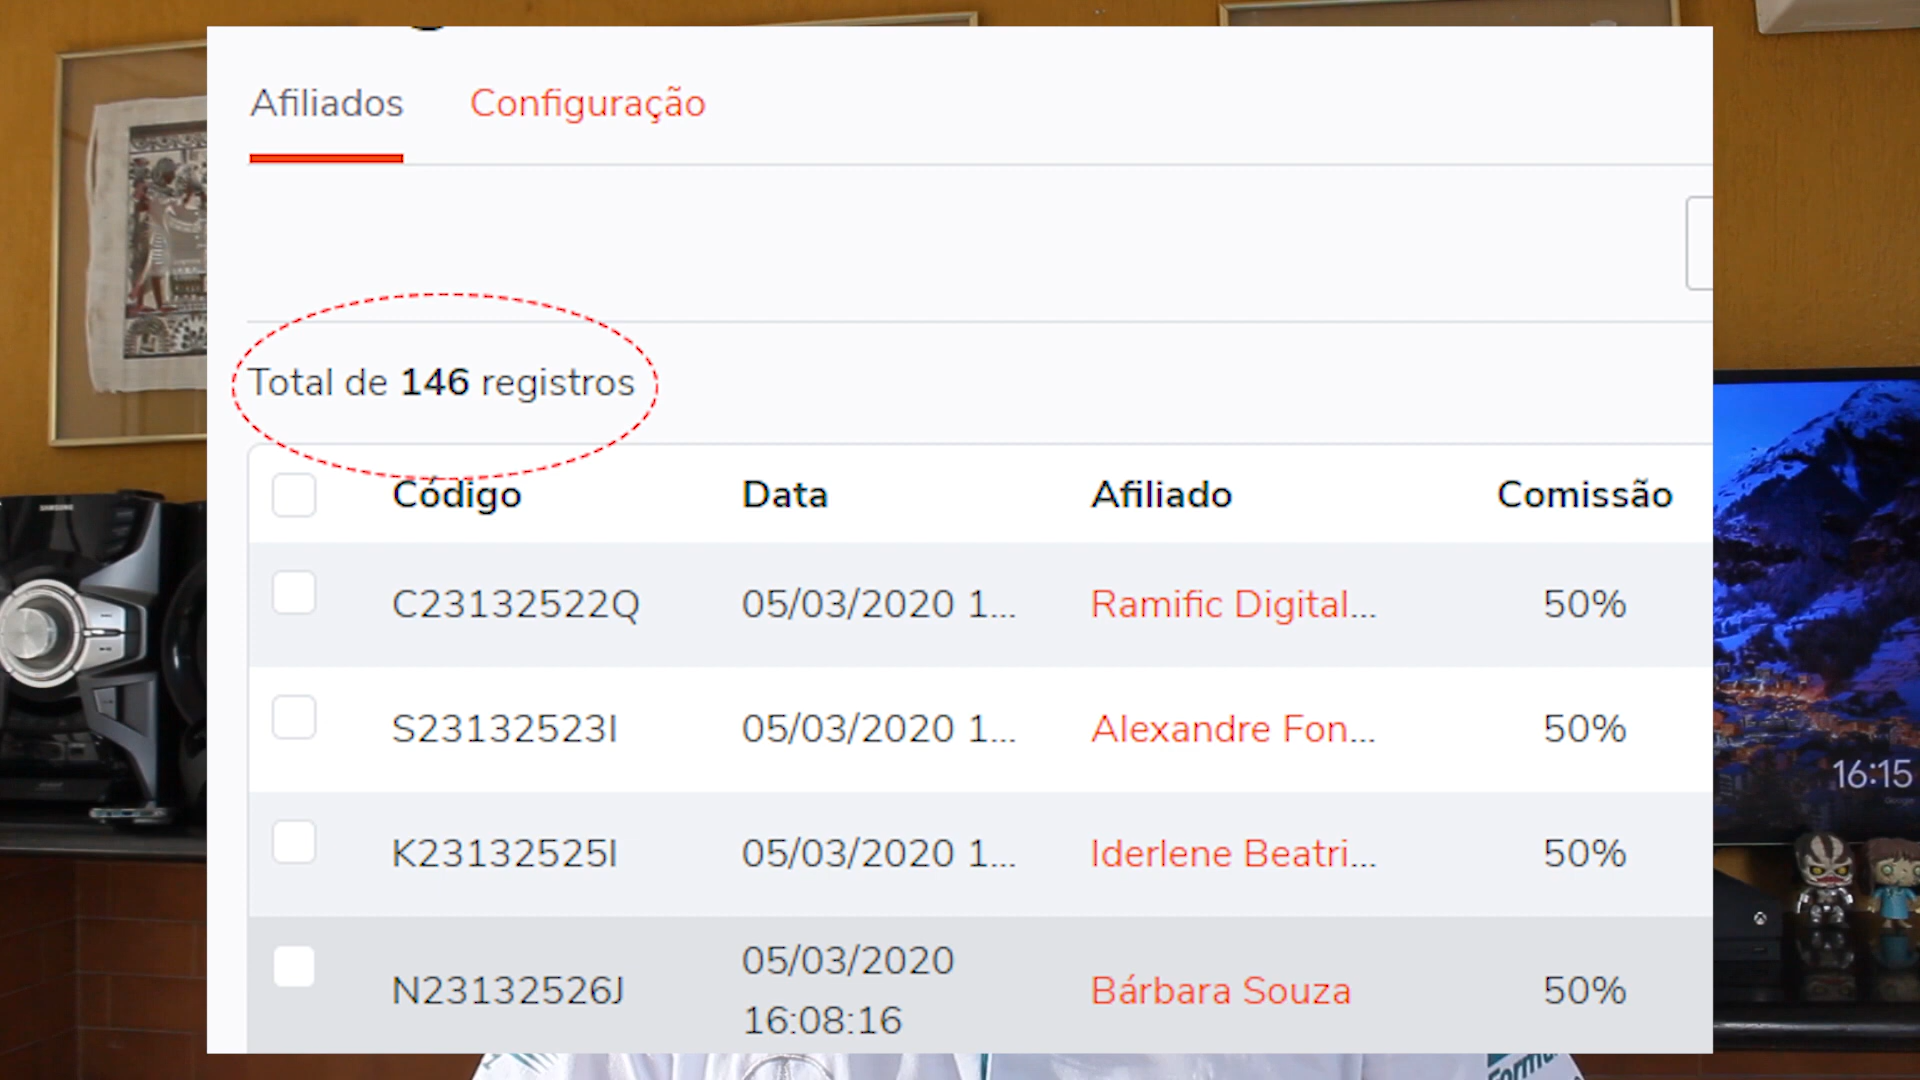 Afiliados Configuração
Total de 146 registros
Código Data Afiliado Comissão
C23132522Q 05/03/2020 1... Ramific Digital... 50%
S23132523I 05/03/2020 1... Alexandre Fon... 50%
K23132525I 05/03/2020 1... Iderlene Beatri... 50%
N23132526J 05/03/2020 16:08:16 Bárbara Souza 50%
SAMSUNG
16:15
Google